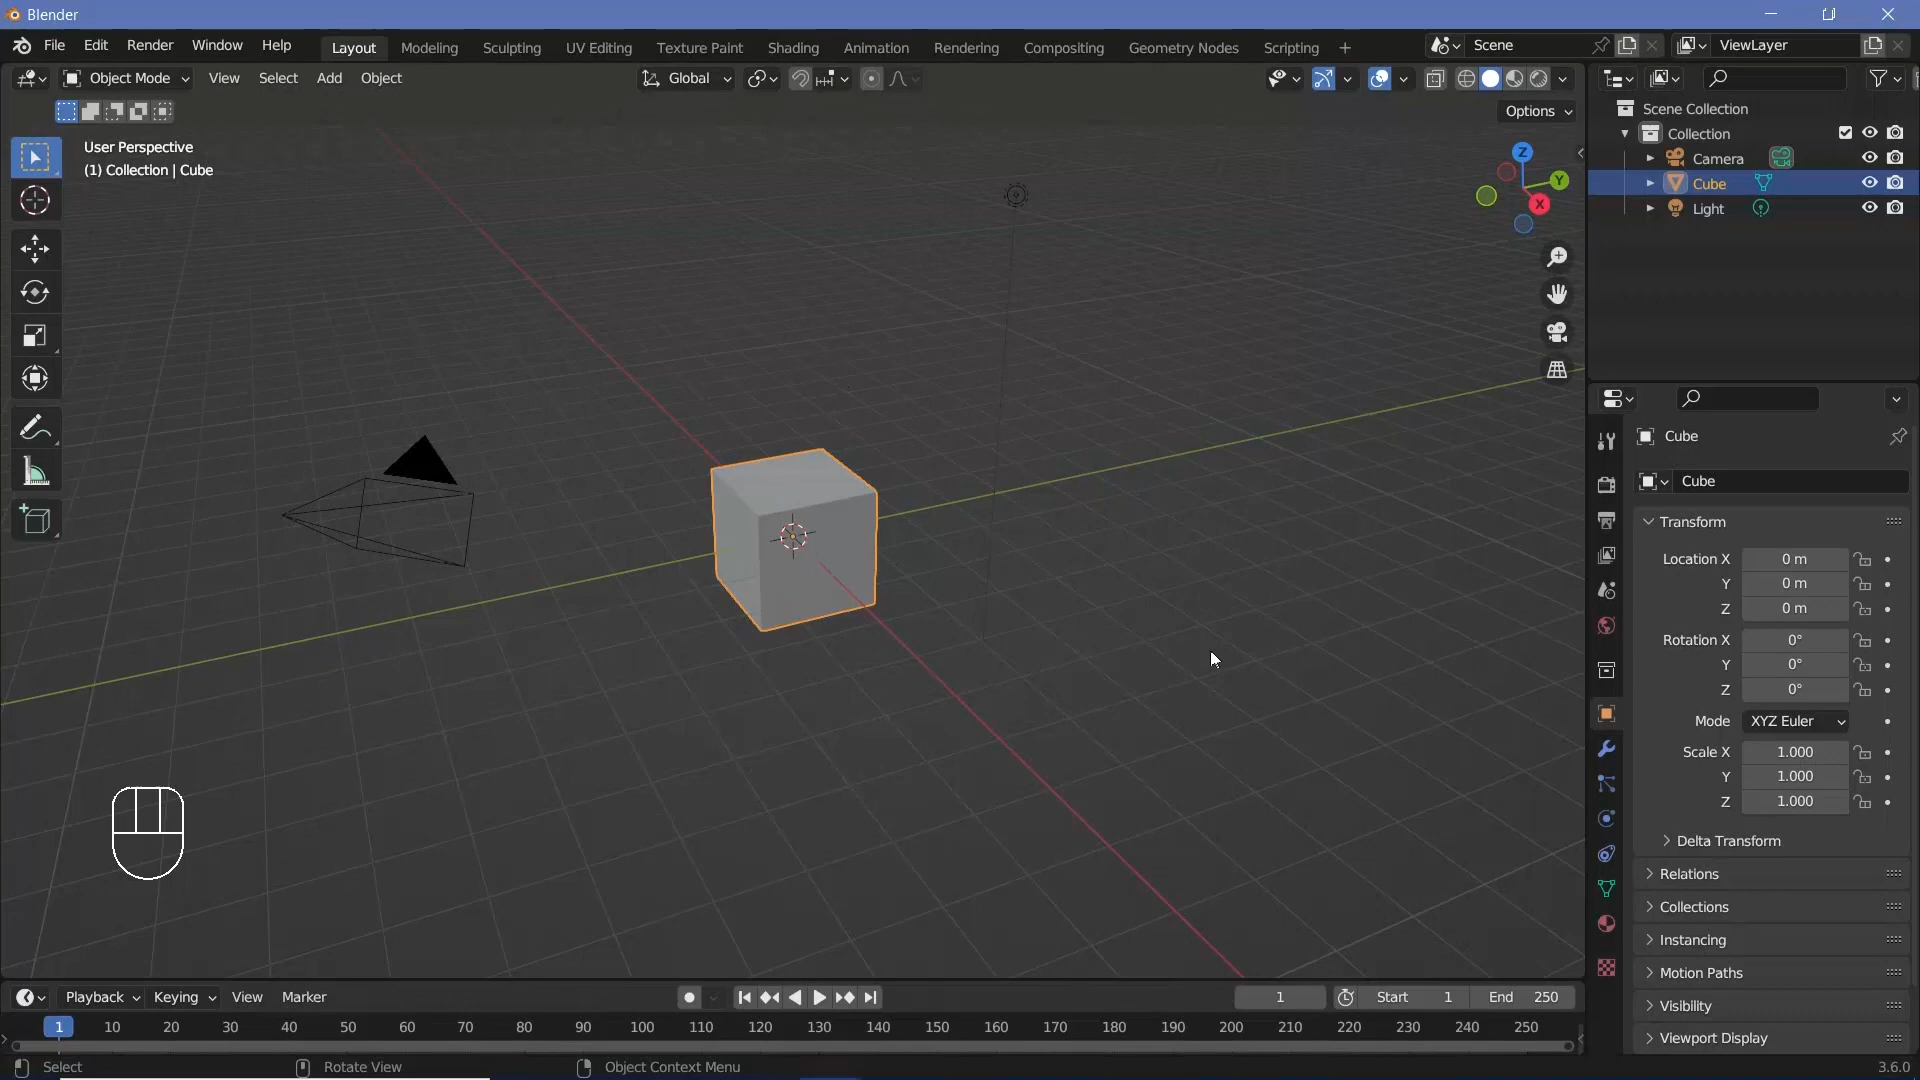 Blender
File Edit Render Window Help Layout Modeling Sculpting UV Editing Texture Paint Shading Animation Rendering Compositing Geometry Nodes Scripting + Scene ViewLayer
Object Mode View Select Add Object Global
Options
User Perspective
(1) Collection | Cube
Z
Y
X
Scene Collection
Collection
Camera
Cube
Light
Cube
Cube
Transform
Location X 0 m
Y 0 m
Z 0 m
Rotation X 0°
Y 0°
Z 0°
Mode XYZ Euler
Scale X 1.000
Y 1.000
Z 1.000
Delta Transform
Relations
Collections
Instancing
Motion Paths
Visibility
Viewport Display
Playback Keying View Marker 1 Start 1 End 250
1 10 20 30 40 50 60 70 80 90 100 110 120 130 140 150 160 170 180 190 200 210 220 230 240 250
Select Rotate View Object Context Menu 3.6.0